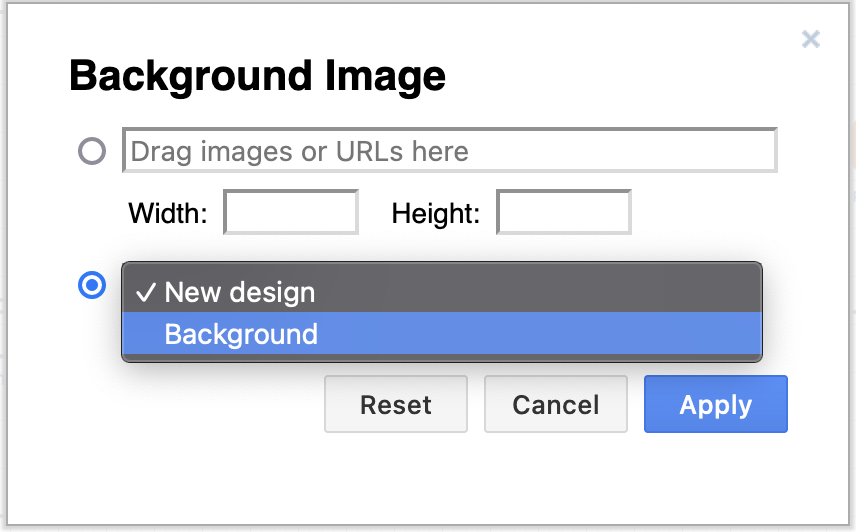 Background Image
Drag images or URLs here
Width: Height:
✓ New design
Background
Reset Cancel Apply